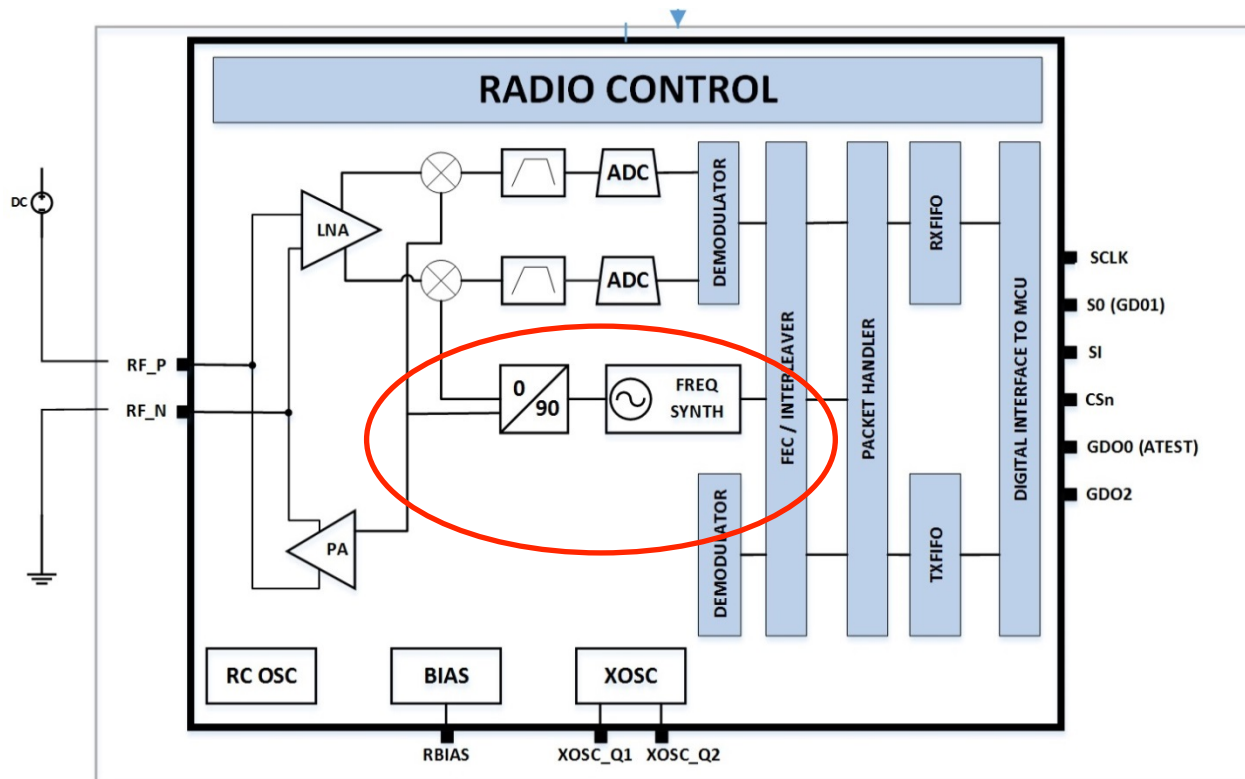 RADIO CONTROL
ADC
DEMODULATOR
FEC / INTERLEAVER
PACKET HANDLER
RXFIFO
DIGITAL INTERFACE TO MCU
DC
LNA
ADC
SCLK
S0 (GD01)
SI
CSn
GDO0 (ATEST)
GDO2
RF_P
RF_N
0
90
FREQ
SYNTH
PA
DEMODULATOR
TXFIFO
RC OSC
BIAS
XOSC
RBIAS
XOSC_Q1
XOSC_Q2